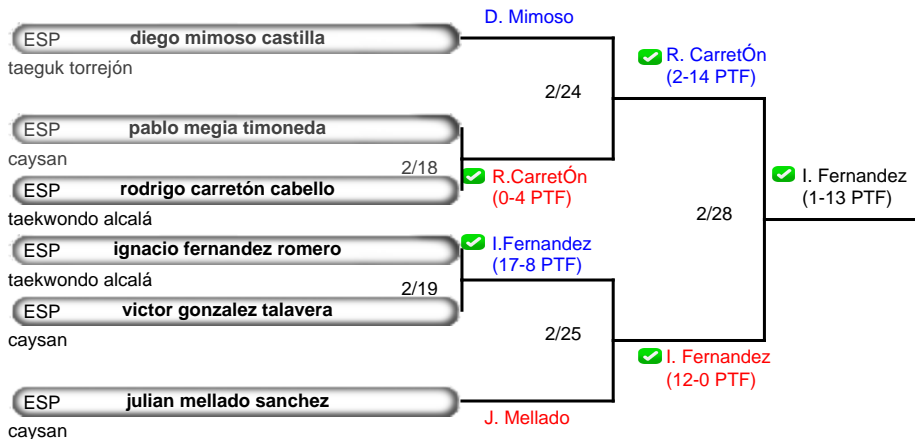 D. Mimoso
ESP diego mimoso castilla
taeguk torrejón
R. CarretÓn
(2-14 PTF)
2/24
ESP pablo megia timoneda
caysan
2/18
R.CarretÓn
(0-4 PTF)
ESP rodrigo carretón cabello
taekwondo alcalá
I. Fernandez
(1-13 PTF)
2/28
ESP ignacio fernandez romero
taekwondo alcalá
I.Fernandez
(17-8 PTF)
2/19
ESP victor gonzalez talavera
caysan
2/25
I. Fernandez
(12-0 PTF)
ESP julian mellado sanchez
caysan
J. Mellado